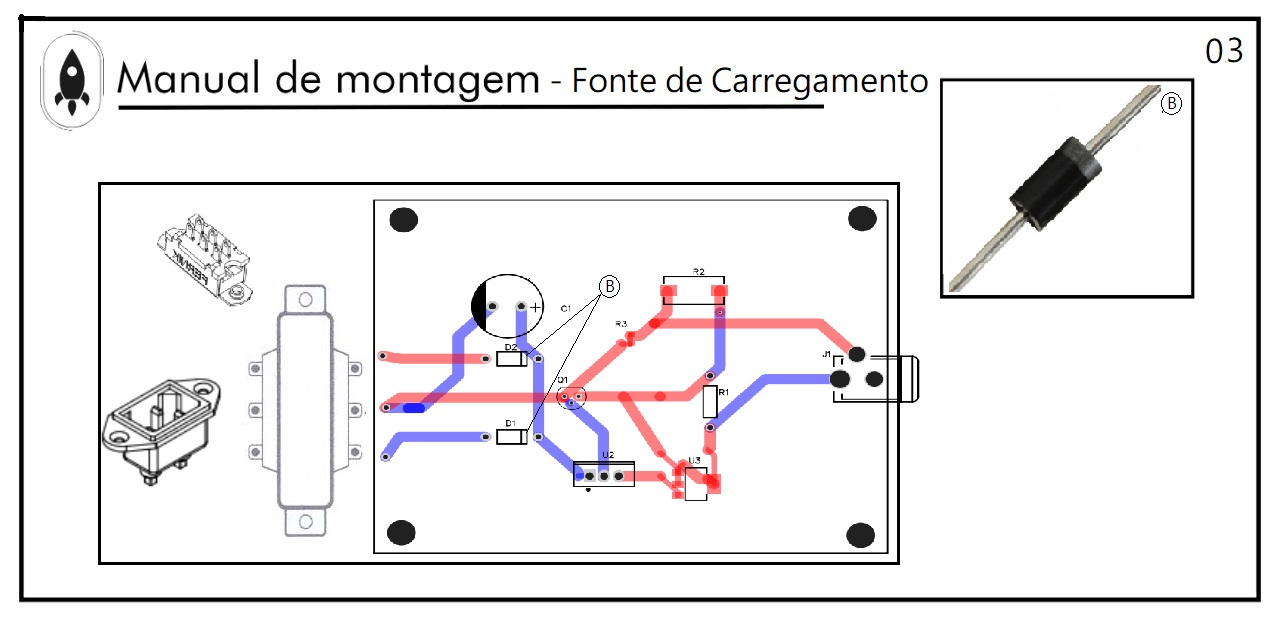 03
Manual de montagem - Fonte de Carregamento
B
B
R2
C1
R3
D2
J1
Q1
R1
D1
U2
U3
+